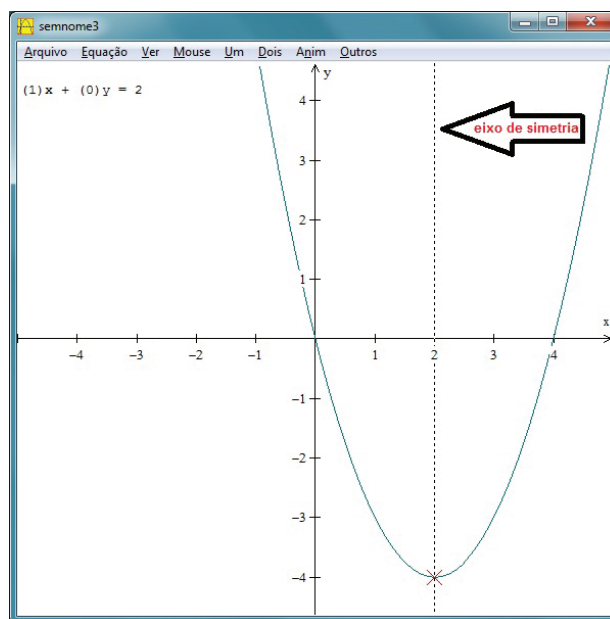 semnome3
Arquivo Equação Ver Mouse Um Dois Anim Outros
(1)x + (0)y = 2
y
4
eixo de simetria
3
2
1
x
-4 -3 -2 -1 1 2 3 4
-1
-2
-3
-4